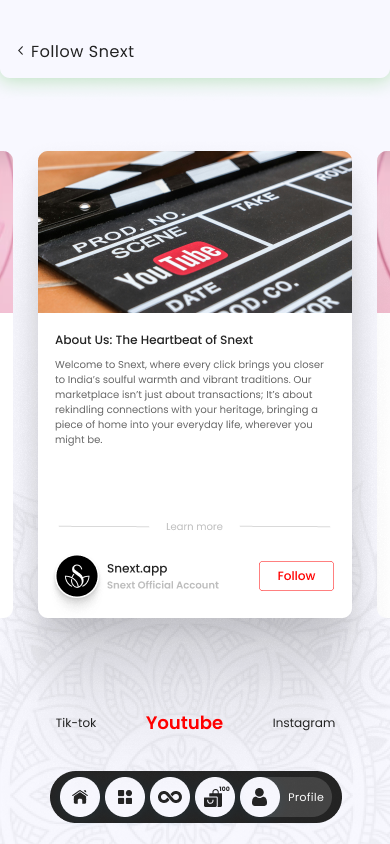 Follow Snext
PROD. NO.
SCENE
TAKE
ROLL
YouTube
DATE
PROD. CO.
About Us: The Heartbeat of Snext
Welcome to Snext, where every click brings you closer
to India's soulful warmth and vibrant traditions. Our
marketplace isn't just about transactions; It's about
rekindling connections with your heritage, bringing a
piece of home into your everyday life, wherever you
might be.
Learn more
Snext.app
Snext Official Account
Follow
Tik-tok
Youtube
Instagram
100
Profile